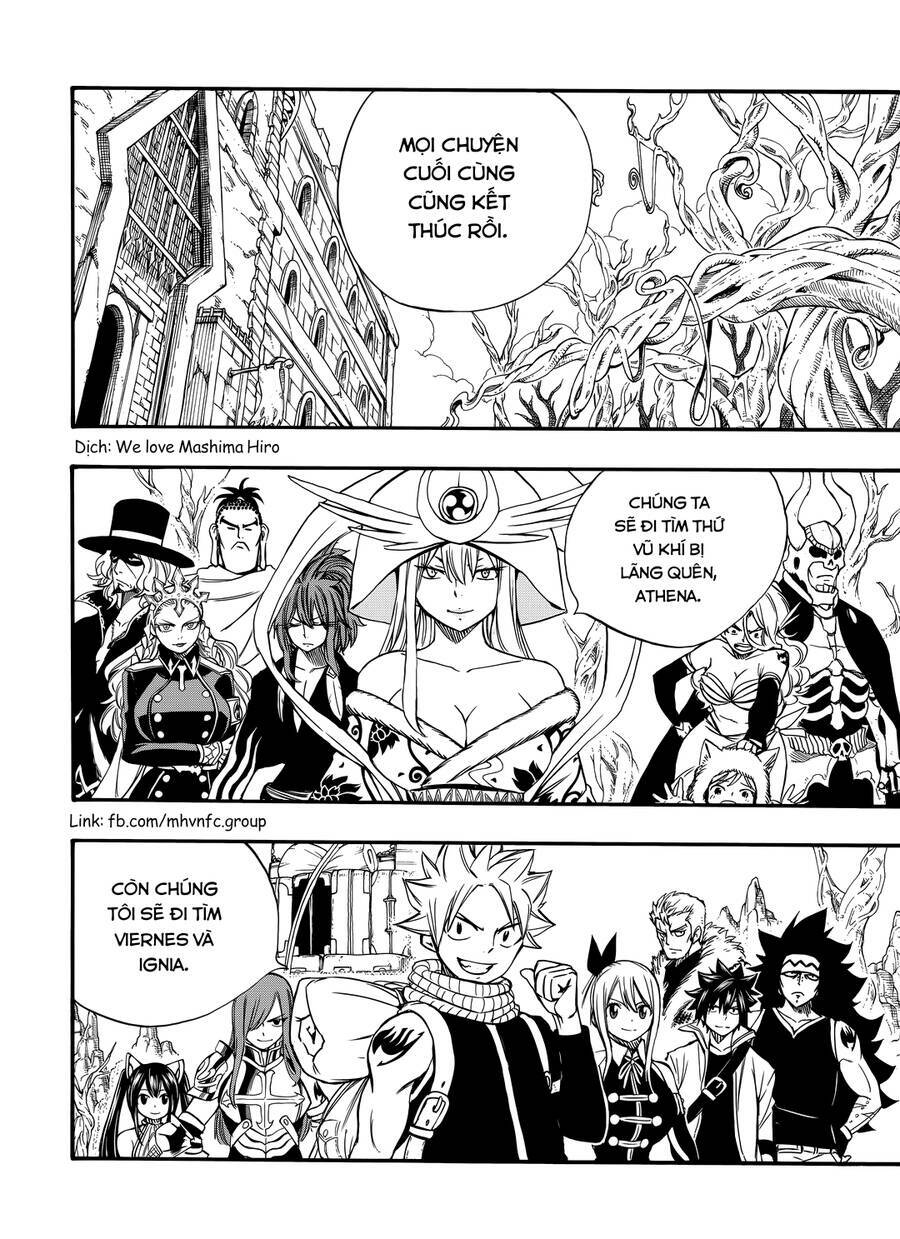 MỌI CHUYỆN
CUỐI CÙNG
CŨNG KẾT
THÚC RỒI.
Dịch: We love Mashima Hiro
CHÚNG TA
SẼ ĐI TÌM THỨ
VŨ KHÍ BỊ
LÃNG QUÊN,
ATHENA.
Link: fb.com/mhvnfc.group
CÒN CHÚNG
TÔI SẼ ĐI TÌM
VIERNES VÀ
IGNIA.